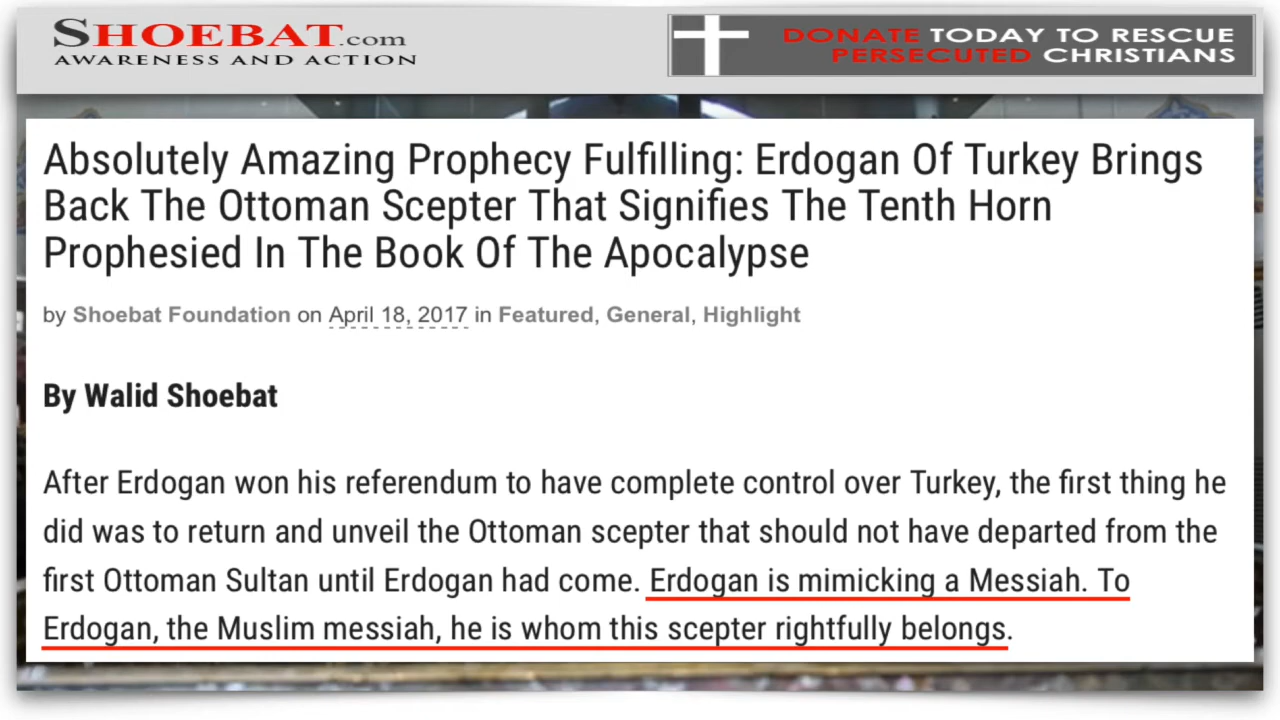 SHOEBAT.com
AWARENESS AND ACTION
DONATE TODAY TO RESCUE
PERSECUTED CHRISTIANS
Absolutely Amazing Prophecy Fulfilling: Erdogan Of Turkey Brings
Back The Ottoman Scepter That Signifies The Tenth Horn
Prophesied In The Book Of The Apocalypse
by Shoebat Foundation on April 18, 2017 in Featured, General, Highlight
By Walid Shoebat
After Erdogan won his referendum to have complete control over Turkey, the first thing he
did was to return and unveil the Ottoman scepter that should not have departed from the
first Ottoman Sultan until Erdogan had come. Erdogan is mimicking a Messiah. To
Erdogan, the Muslim messiah, he is whom this scepter rightfully belongs.